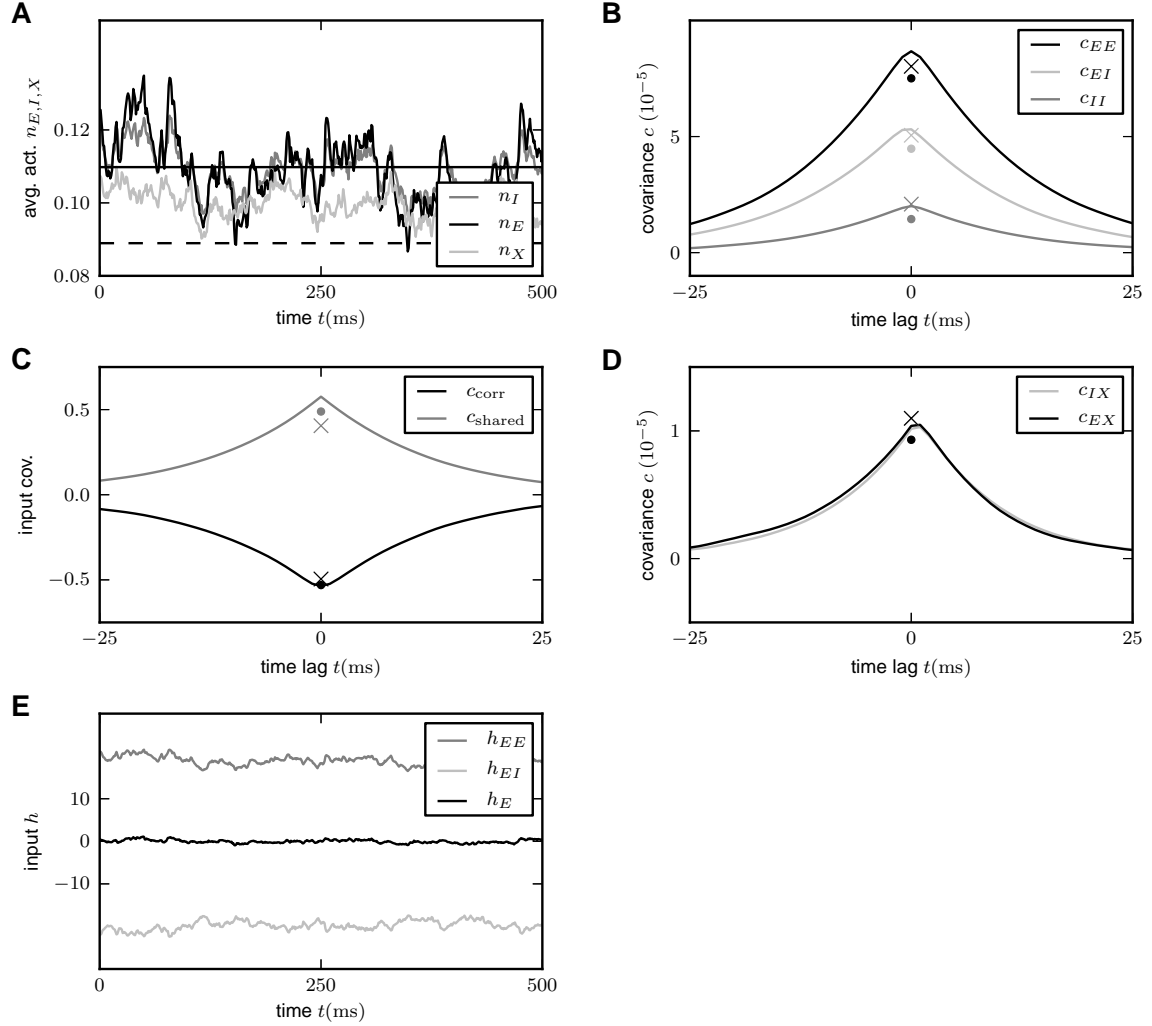 A
avg. act. n_{E,I,X}
0.12
0.10
0.08
n_I
n_E
n_X
0
250
500
time t(ms)
B
covariance c (10^{-5})
5
0
c_{EE}
c_{EI}
c_{II}
−25
0
25
time lag t(ms)
C
input cov.
0.5
0.0
−0.5
c_{corr}
c_{shared}
−25
0
25
time lag t(ms)
D
covariance c (10^{-5})
1
0
c_{IX}
c_{EX}
−25
0
25
time lag t(ms)
E
input h
10
0
−10
h_{EE}
h_{EI}
h_E
0
250
500
time t(ms)